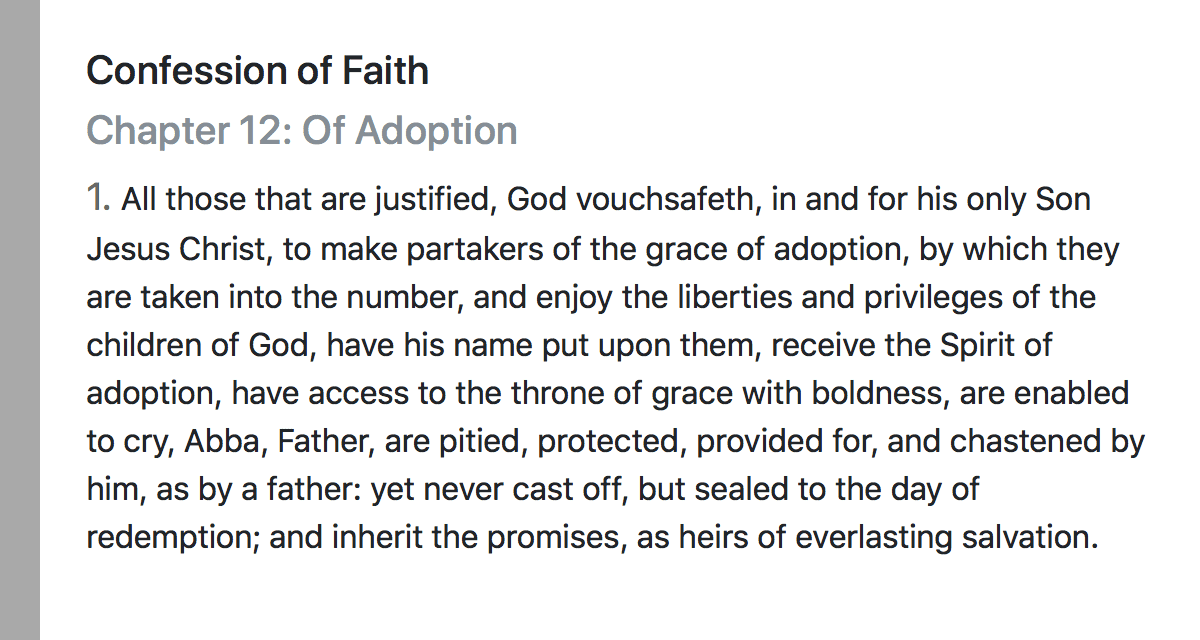 Confession of Faith
Chapter 12: Of Adoption
1. All those that are justified, God vouchsafeth, in and for his only Son
Jesus Christ, to make partakers of the grace of adoption, by which they
are taken into the number, and enjoy the liberties and privileges of the
children of God, have his name put upon them, receive the Spirit of
adoption, have access to the throne of grace with boldness, are enabled
to cry, Abba, Father, are pitied, protected, provided for, and chastened by
him, as by a father: yet never cast off, but sealed to the day of
redemption; and inherit the promises, as heirs of everlasting salvation.